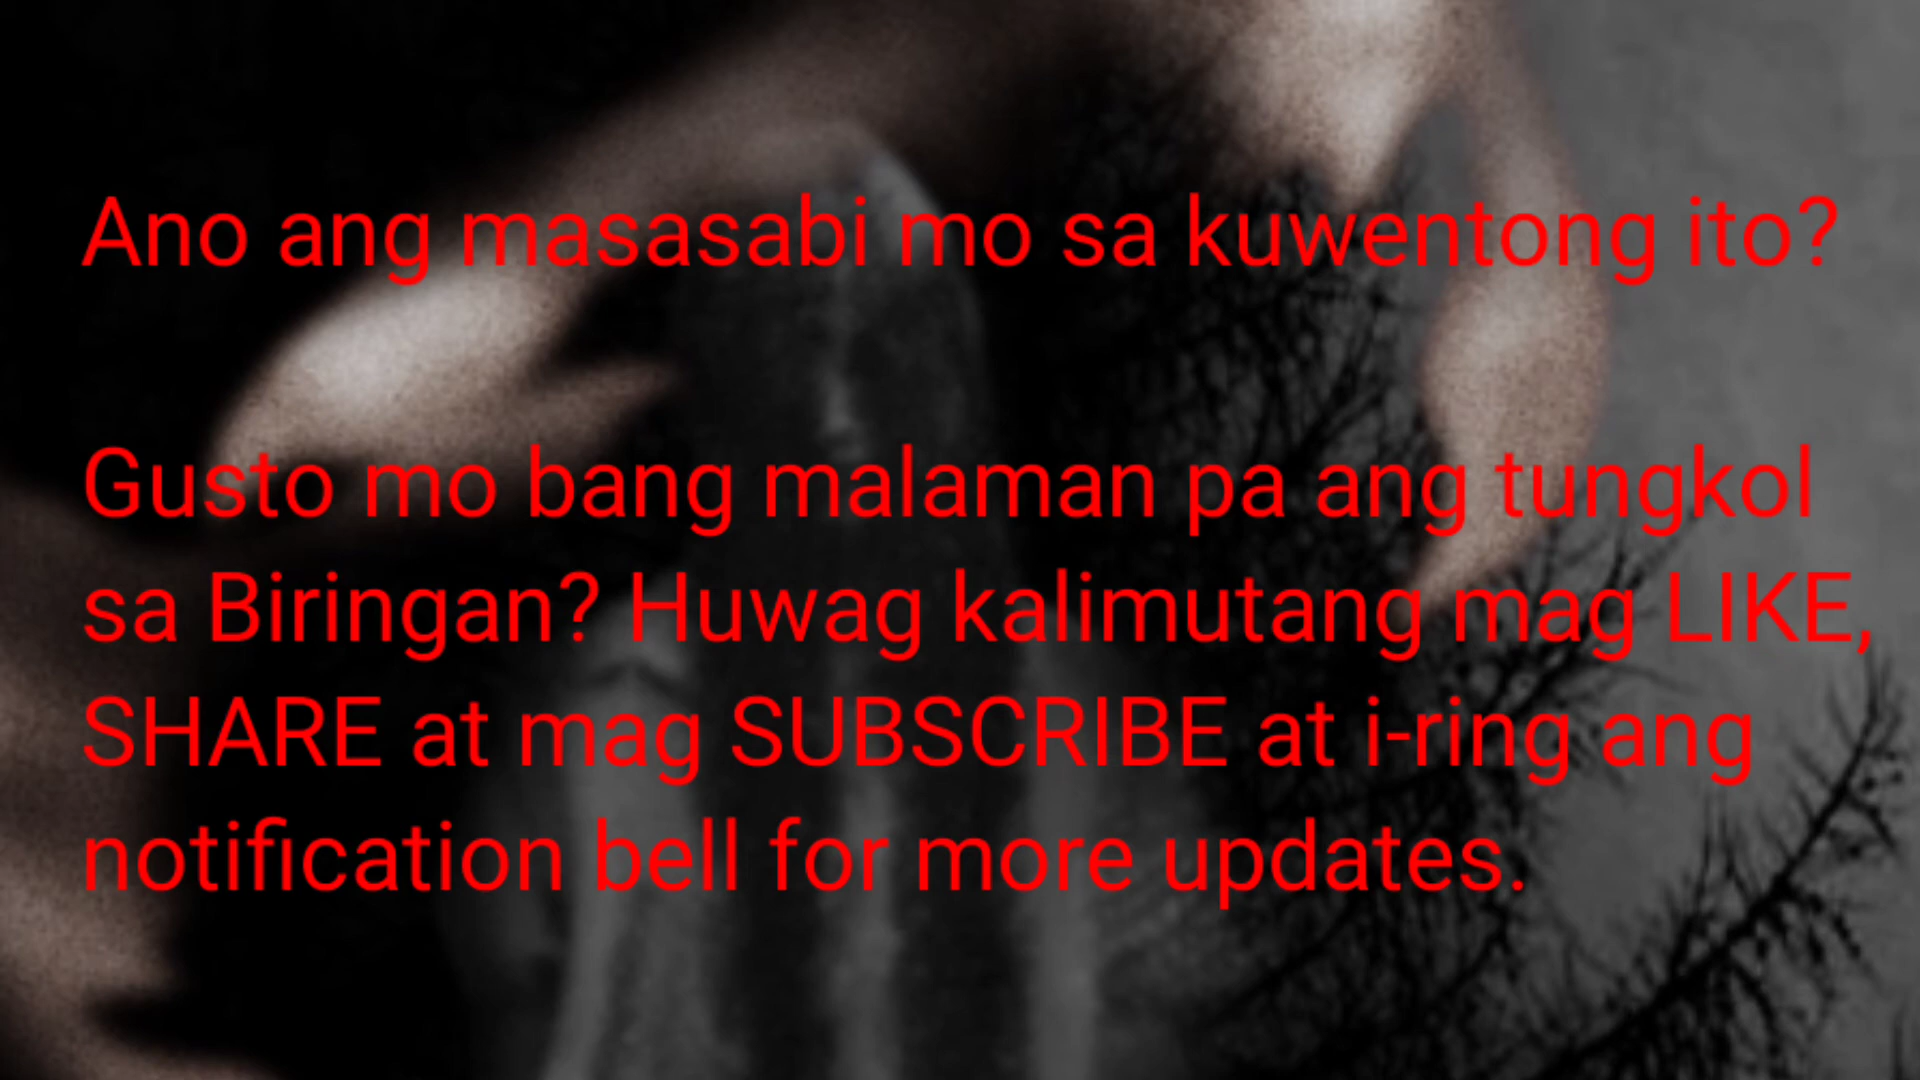 Ano ang masasabi mo sa kuwentong ito?
Gusto mo bang malaman pa ang tungkol
sa Biringan? Huwag kalimutang mag LIKE,
SHARE at mag SUBSCRIBE at i-ring ang
notification bell for more updates.